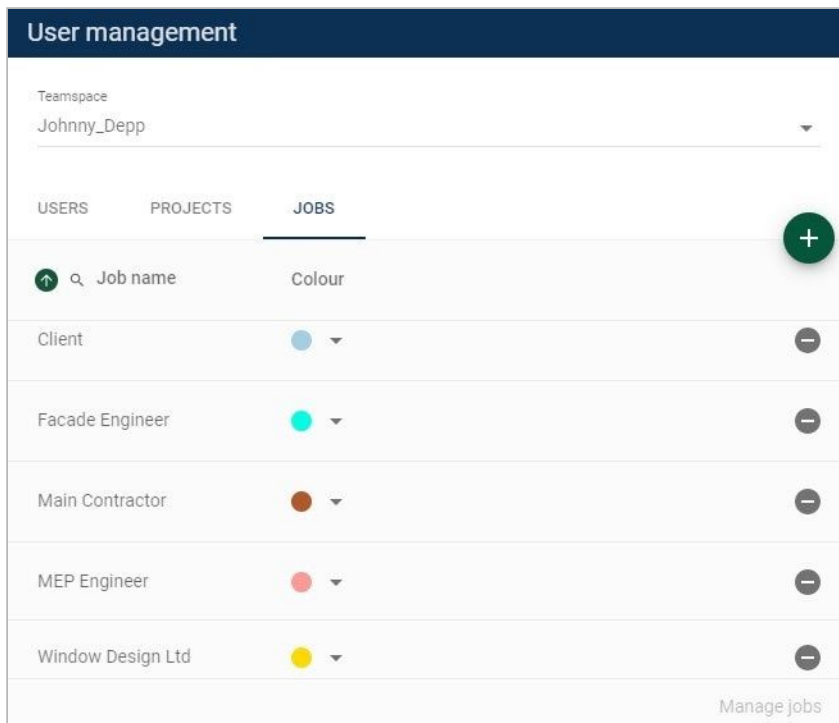 User management
Teamspace
Johnny_Depp
USERS PROJECTS JOBS
Job name Colour
Client
Facade Engineer
Main Contractor
MEP Engineer
Window Design Ltd
Manage jobs